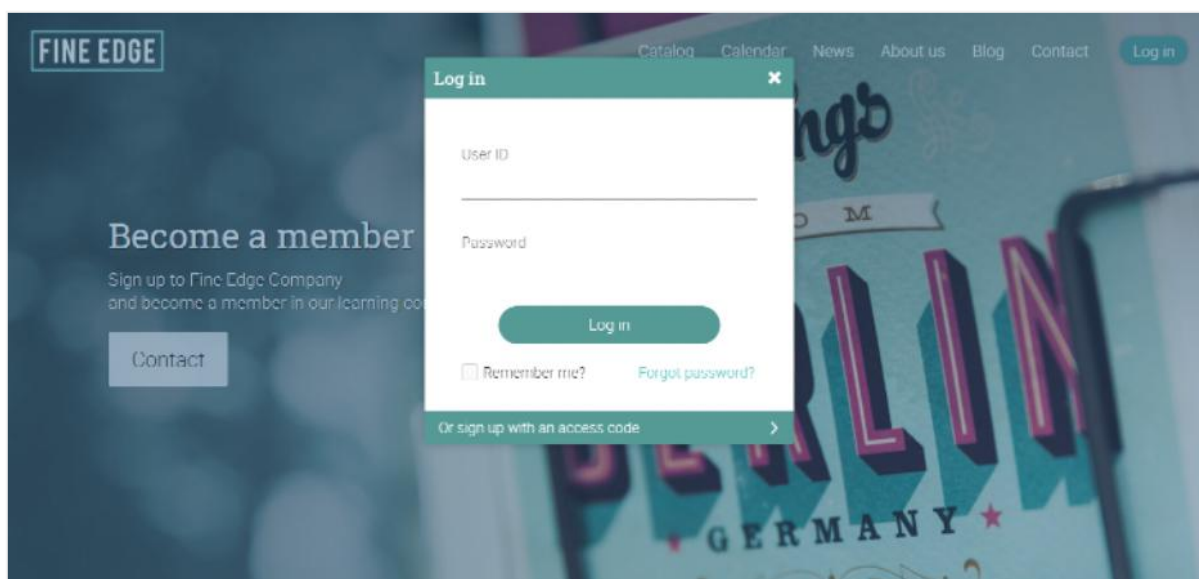 FINE EDGE
Catalog Calendar News About us Blog Contact Log in
Log in
User ID
Password
Log in
Remember me? Forgot password?
Or sign up with an access code
Become a member
Sign up to Fine Edge Company
and become a member in our learning
Contact
ngs
M
BERLIN
GERMANY